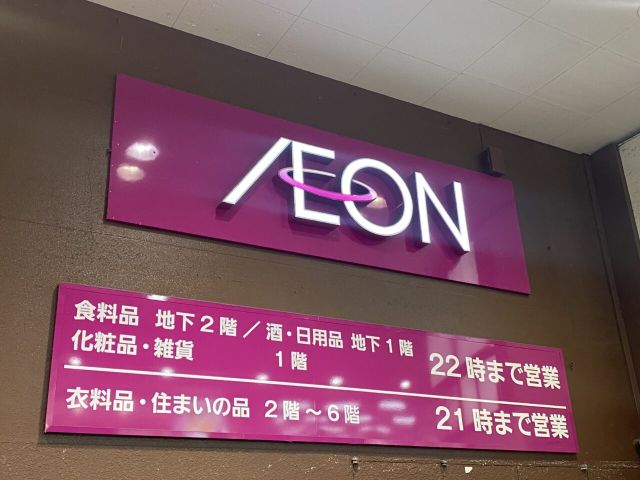 ÆON
食料品 地下2階／酒・日用品 地下1階
化粧品・雑貨 1階
22時まで営業
衣料品・住まいの品 2階～6階 21時まで営業